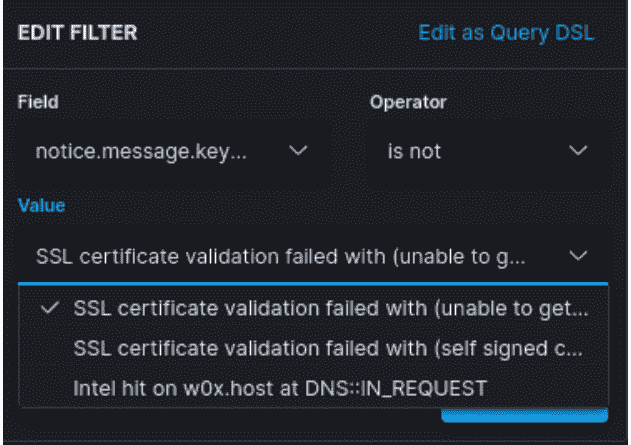 EDIT FILTER
Edit as Query DSL
Field
Operator
notice.message.key...
is not
Value
SSL certificate validation failed with (unable to g...
SSL certificate validation failed with (unable to get...
SSL certificate validation failed with (self signed c...
Intel hit on w0x.host at DNS::IN_REQUEST